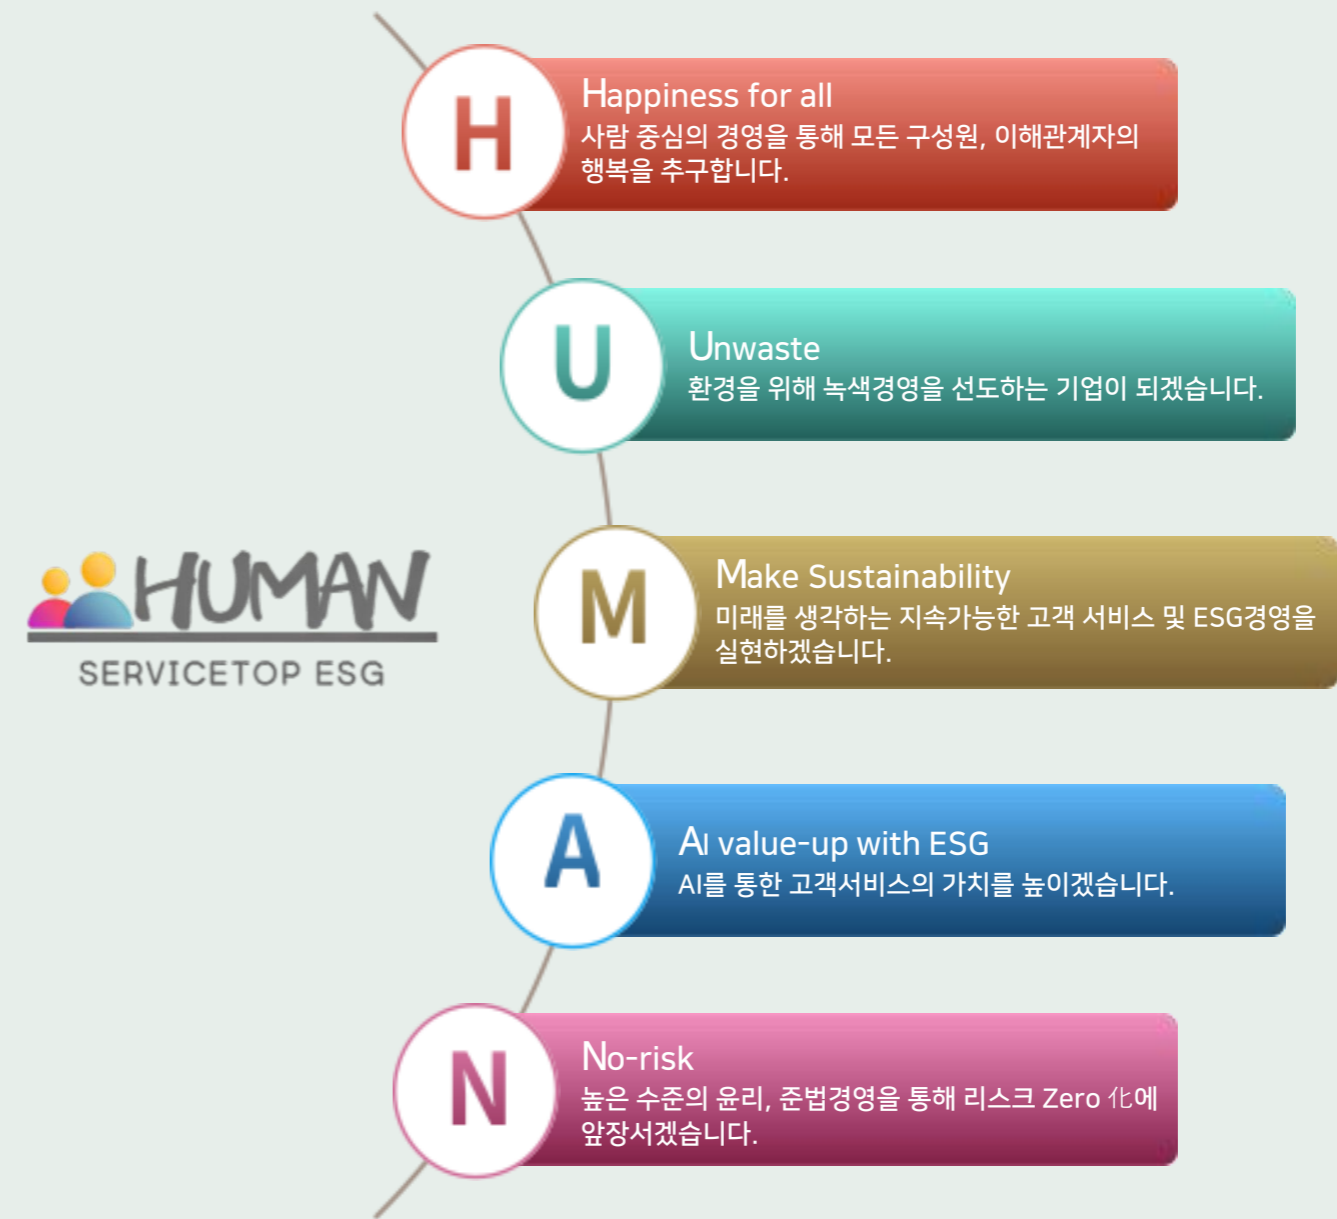 H
Happiness for all
사람 중심의 경영을 통해 모든 구성원, 이해관계자의
행복을 추구합니다.
U
Unwaste
환경을 위해 녹색경영을 선도하는 기업이 되겠습니다.
HUMAN
SERVICETOP ESG
M
Make Sustainability
미래를 생각하는 지속가능한 고객 서비스 및 ESG경영을
실현하겠습니다.
A
AI value-up with ESG
AI를 통한 고객서비스의 가치를 높이겠습니다.
N
No-risk
높은 수준의 윤리, 준법경영을 통해 리스크 Zero 化에
앞장서겠습니다.